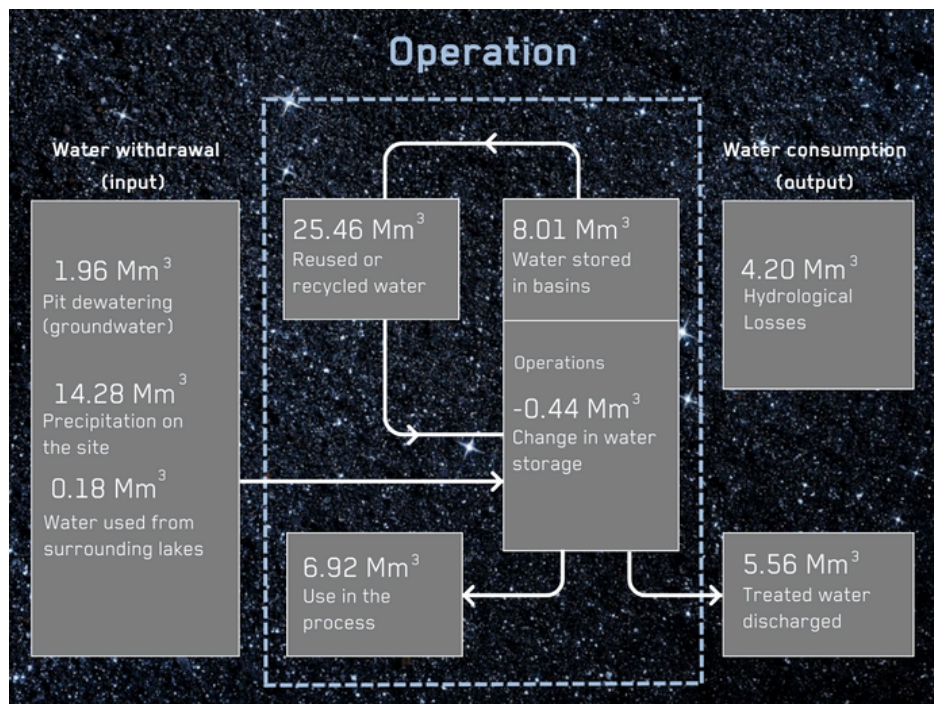 Operation
Water withdrawal
(input)
1.96 Mm³
Pit dewatering
(groundwater)
14.28 Mm³
Precipitation on
the site
0.18 Mm³
Water used from
surrounding lakes
25.46 Mm³
Reused or
recycled water
8.01 Mm³
Water stored
in basins
Operations
-0.44 Mm³
Change in water
storage
6.92 Mm³
Use in the
process
Water consumption
(output)
4.20 Mm³
Hydrological
Losses
5.56 Mm³
Treated water
discharged